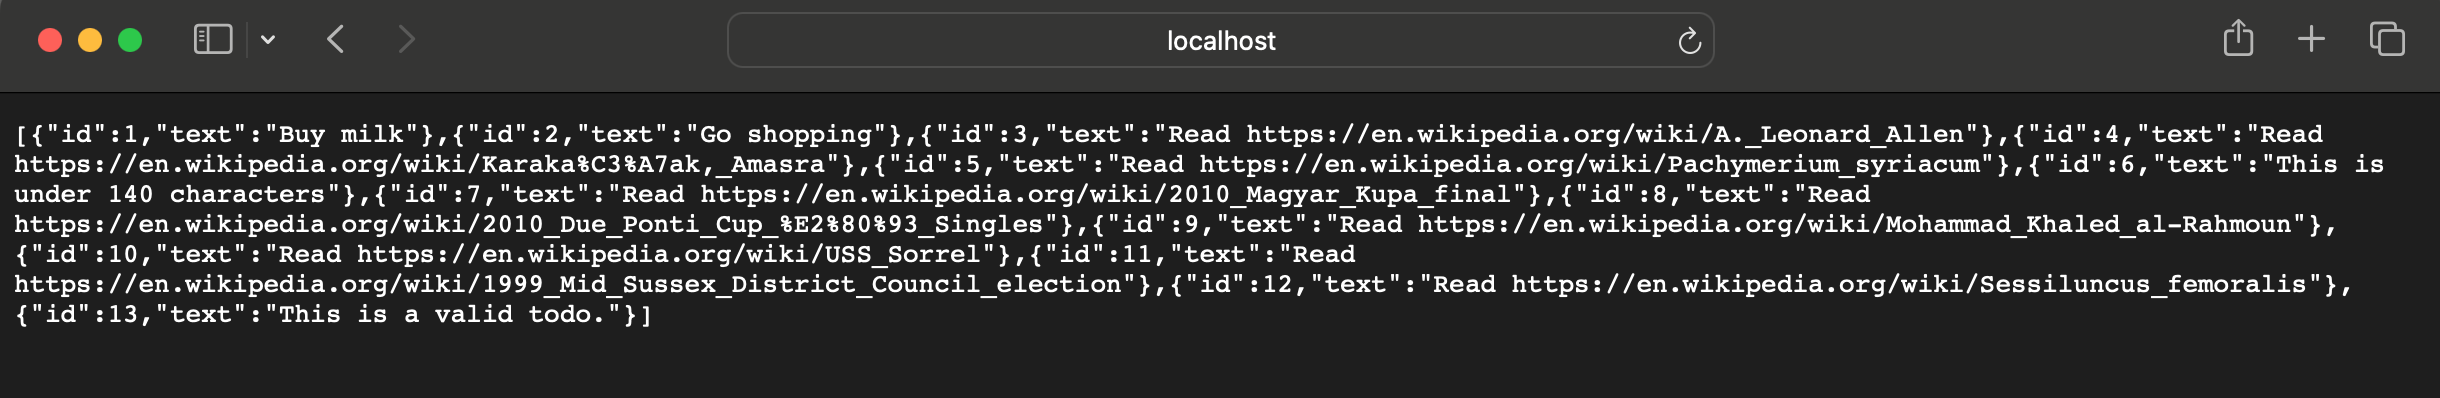 localhost
[{"id":1,"text":"Buy milk"},{"id":2,"text":"Go shopping"},{"id":3,"text":"Read https://en.wikipedia.org/wiki/A._Leonard_Allen"},{"id":4,"text":"Read
https://en.wikipedia.org/wiki/Karaka%C3%A7ak,_Amasra"},{"id":5,"text":"Read https://en.wikipedia.org/wiki/Pachymerium_syriacum"},{"id":6,"text":"This is
under 140 characters"},{"id":7,"text":"Read https://en.wikipedia.org/wiki/2010_Magyar_Kupa_final"},{"id":8,"text":"Read
https://en.wikipedia.org/wiki/2010_Due_Ponti_Cup_%E2%80%93_Singles"},{"id":9,"text":"Read https://en.wikipedia.org/wiki/Mohammad_Khaled_al-Rahmoun"},
{"id":10,"text":"Read https://en.wikipedia.org/wiki/USS_Sorrel"},{"id":11,"text":"Read
https://en.wikipedia.org/wiki/1999_Mid_Sussex_District_Council_election"},{"id":12,"text":"Read https://en.wikipedia.org/wiki/Sessiluncus_femoralis"},
{"id":13,"text":"This is a valid todo."}]